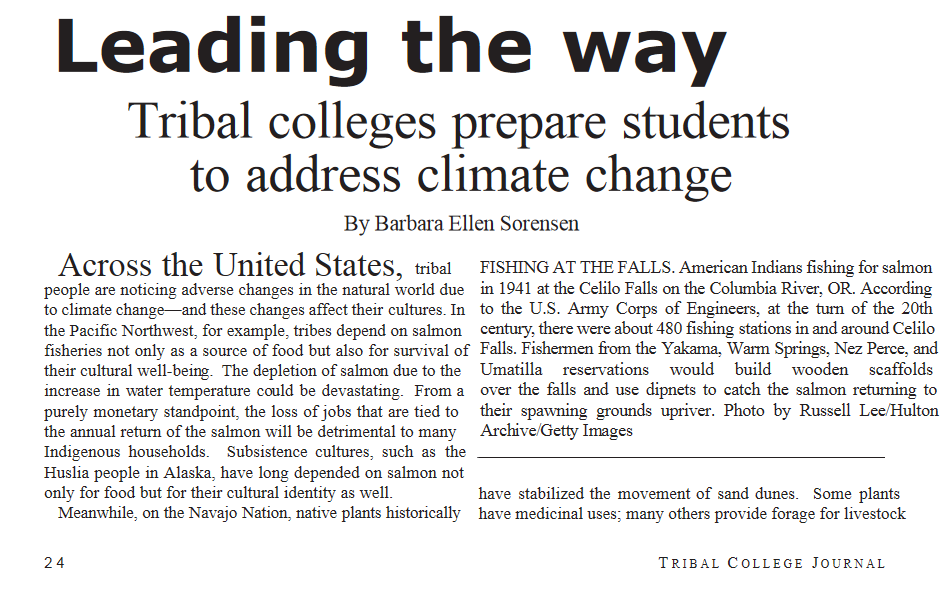 Leading the way
Tribal colleges prepare students
to address climate change
By Barbara Ellen Sorensen
Across the United States, tribal
people are noticing adverse changes in the natural world due
to climate change—and these changes affect their cultures. In
the Pacific Northwest, for example, tribes depend on salmon
fisheries not only as a source of food but also for survival of
their cultural well-being. The depletion of salmon due to the
increase in water temperature could be devastating. From a
purely monetary standpoint, the loss of jobs that are tied to
the annual return of the salmon will be detrimental to many
Indigenous households. Subsistence cultures, such as the
Huslia people in Alaska, have long depended on salmon not
only for food but for their cultural identity as well.
Meanwhile, on the Navajo Nation, native plants historically
FISHING AT THE FALLS. American Indians fishing for salmon
in 1941 at the Celilo Falls on the Columbia River, OR. According
to the U.S. Army Corps of Engineers, at the turn of the 20th
century, there were about 480 fishing stations in and around Celilo
Falls. Fishermen from the Yakama, Warm Springs, Nez Perce, and
Umatilla reservations would build wooden scaffolds
over the falls and use dipnets to catch the salmon returning to
their spawning grounds upriver. Photo by Russell Lee/Hulton
Archive/Getty Images
have stabilized the movement of sand dunes. Some plants
have medicinal uses; many others provide forage for livestock
24
TRIBAL COLLEGE JOURNAL